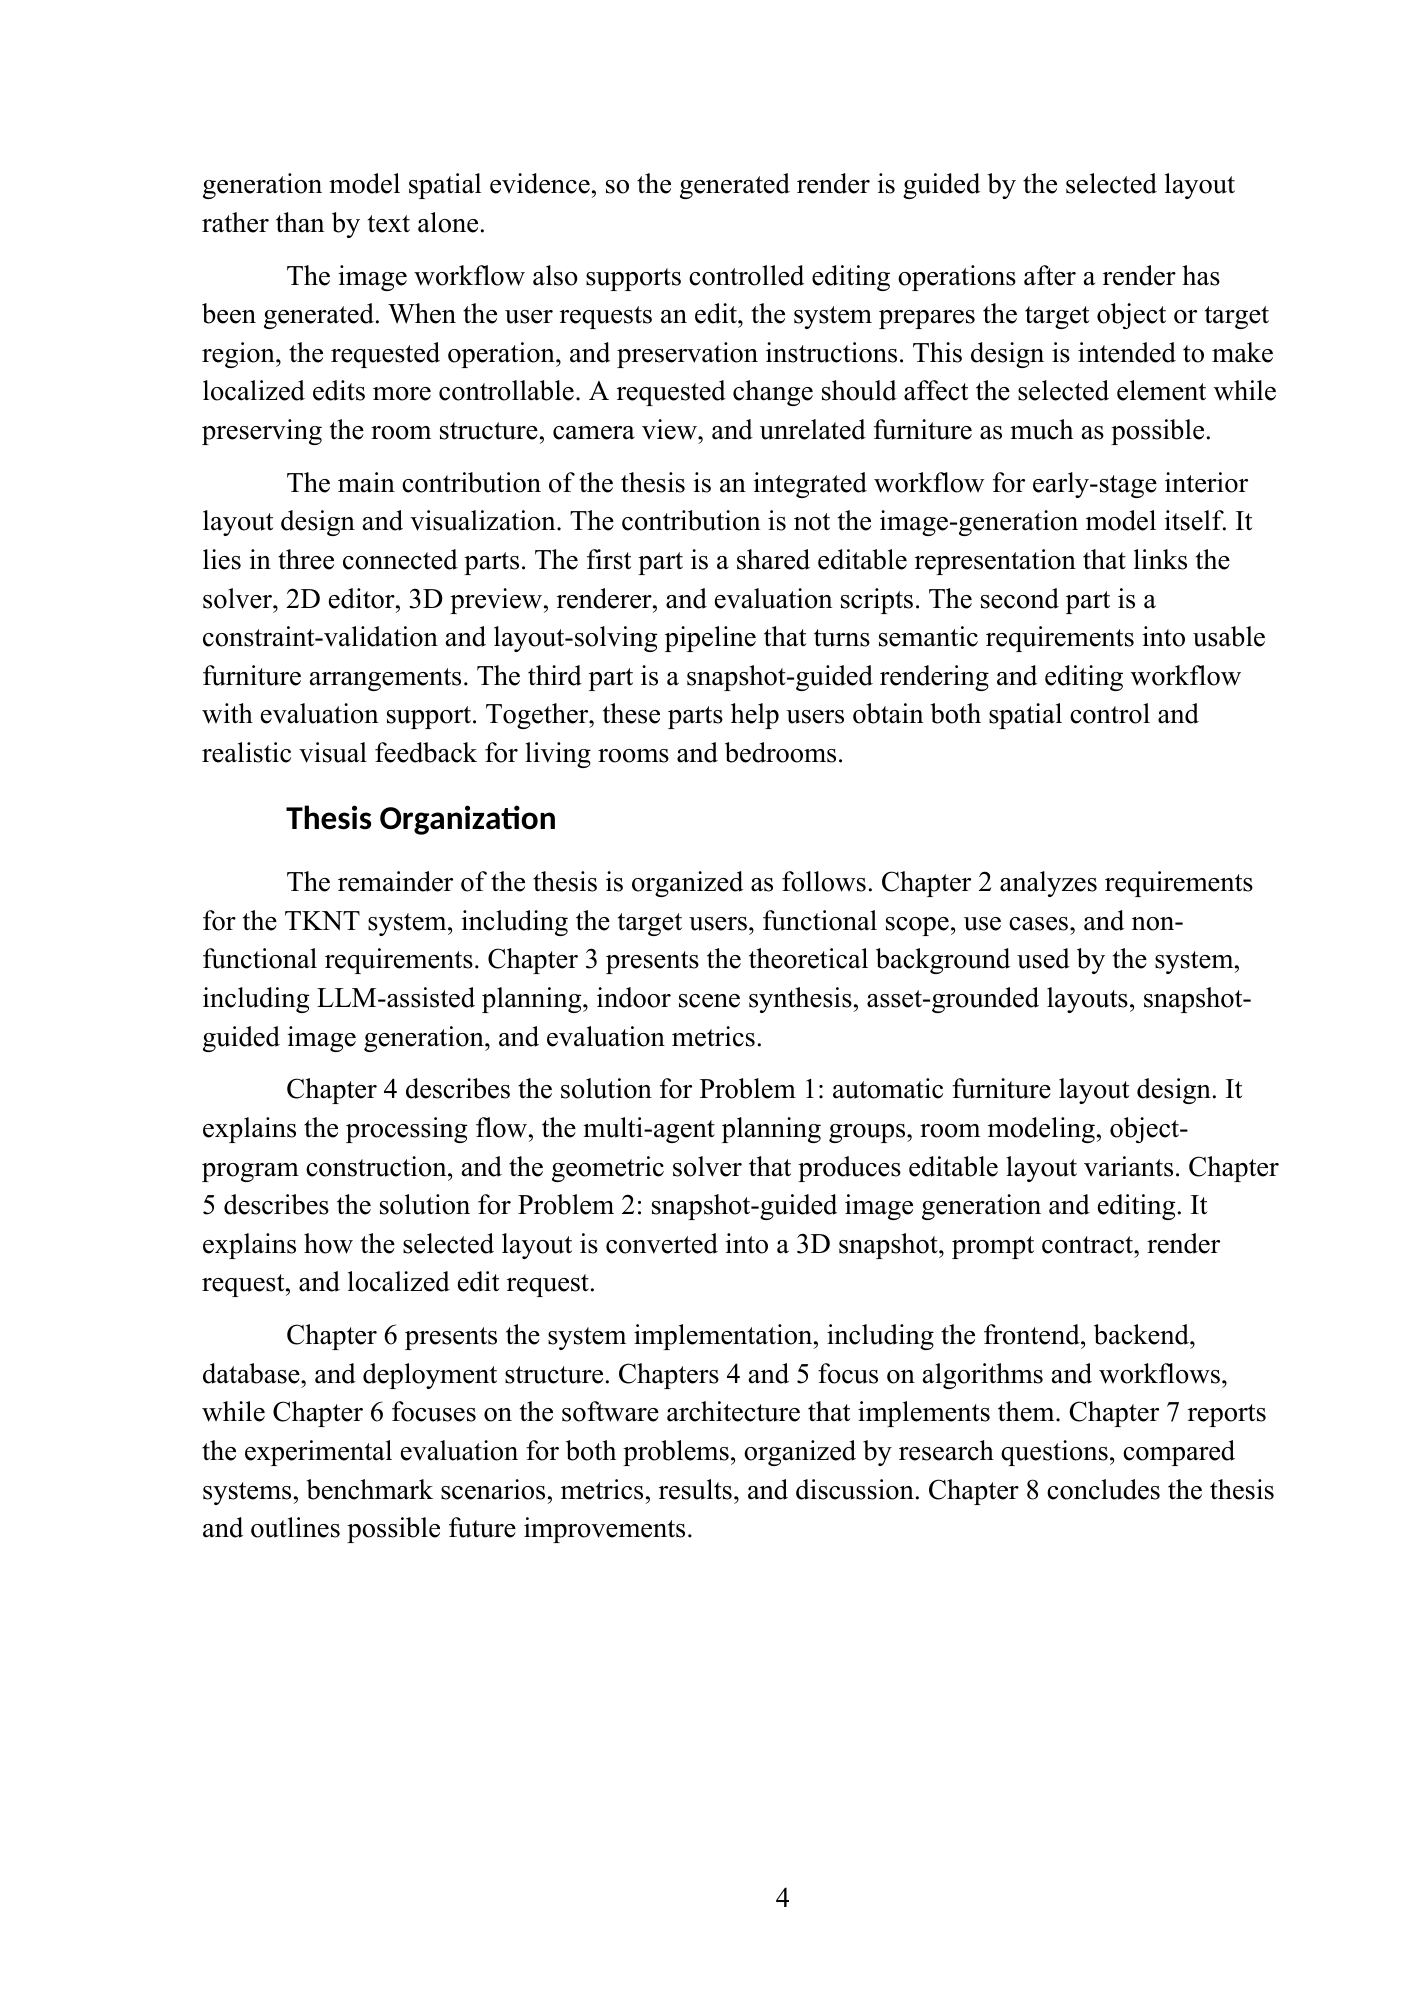 generation model spatial evidence, so the generated render is guided by the selected layout
rather than by text alone.
The image workflow also supports controlled editing operations after a render has
been generated. When the user requests an edit, the system prepares the target object or target
region, the requested operation, and preservation instructions. This design is intended to make
localized edits more controllable. A requested change should affect the selected element while
preserving the room structure, camera view, and unrelated furniture as much as possible.
The main contribution of the thesis is an integrated workflow for early-stage interior
layout design and visualization. The contribution is not the image-generation model itself. It
lies in three connected parts. The first part is a shared editable representation that links the
solver, 2D editor, 3D preview, renderer, and evaluation scripts. The second part is a
constraint-validation and layout-solving pipeline that turns semantic requirements into usable
furniture arrangements. The third part is a snapshot-guided rendering and editing workflow
with evaluation support. Together, these parts help users obtain both spatial control and
realistic visual feedback for living rooms and bedrooms.
Thesis Organization
The remainder of the thesis is organized as follows. Chapter 2 analyzes requirements
for the TKNT system, including the target users, functional scope, use cases, and non-
functional requirements. Chapter 3 presents the theoretical background used by the system,
including LLM-assisted planning, indoor scene synthesis, asset-grounded layouts, snapshot-
guided image generation, and evaluation metrics.
Chapter 4 describes the solution for Problem 1: automatic furniture layout design. It
explains the processing flow, the multi-agent planning groups, room modeling, object-
program construction, and the geometric solver that produces editable layout variants. Chapter
5 describes the solution for Problem 2: snapshot-guided image generation and editing. It
explains how the selected layout is converted into a 3D snapshot, prompt contract, render
request, and localized edit request.
Chapter 6 presents the system implementation, including the frontend, backend,
database, and deployment structure. Chapters 4 and 5 focus on algorithms and workflows,
while Chapter 6 focuses on the software architecture that implements them. Chapter 7 reports
the experimental evaluation for both problems, organized by research questions, compared
systems, benchmark scenarios, metrics, results, and discussion. Chapter 8 concludes the thesis
and outlines possible future improvements.
4